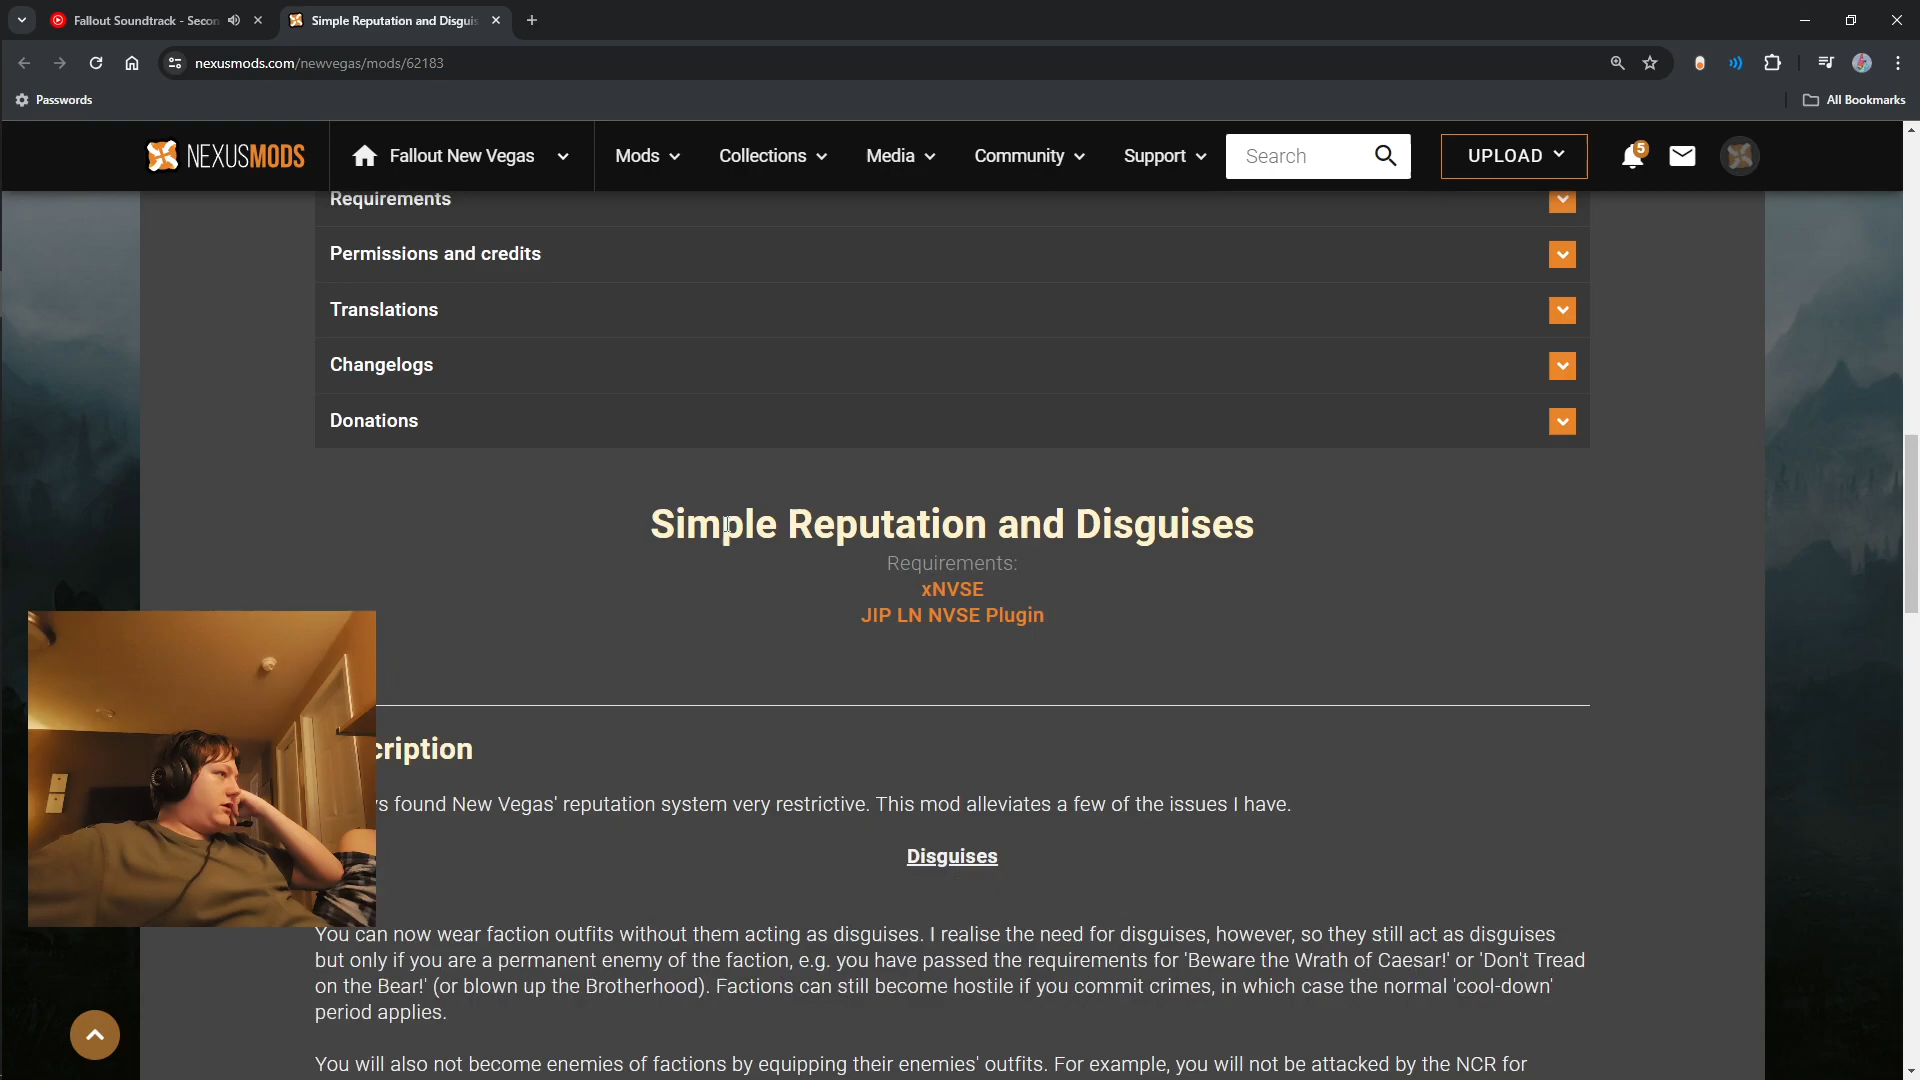 Fallout Soundtrack - Secon
Simple Reputation and Disguis
nexusmods.com/newvegas/mods/62183
Passwords
All Bookmarks
NEXUSMODS
Fallout New Vegas
Mods
Collections
Media
Community
Support
Search
UPLOAD
5
Requirements
Permissions and credits
Translations
Changelogs
Donations
Simple Reputation and Disguises
Requirements:
xNVSE
JIP LN NVSE Plugin
cription
s found New Vegas' reputation system very restrictive. This mod alleviates a few of the issues I have.
Disguises
You can now wear faction outfits without them acting as disguises. I realise the need for disguises, however, so they still act as disguises
but only if you are a permanent enemy of the faction, e.g. you have passed the requirements for 'Beware the Wrath of Caesar!' or 'Don't Tread
on the Bear!' (or blown up the Brotherhood). Factions can still become hostile if you commit crimes, in which case the normal 'cool-down'
period applies.
You will also not become enemies of factions by equipping their enemies' outfits. For example, you will not be attacked by the NCR for